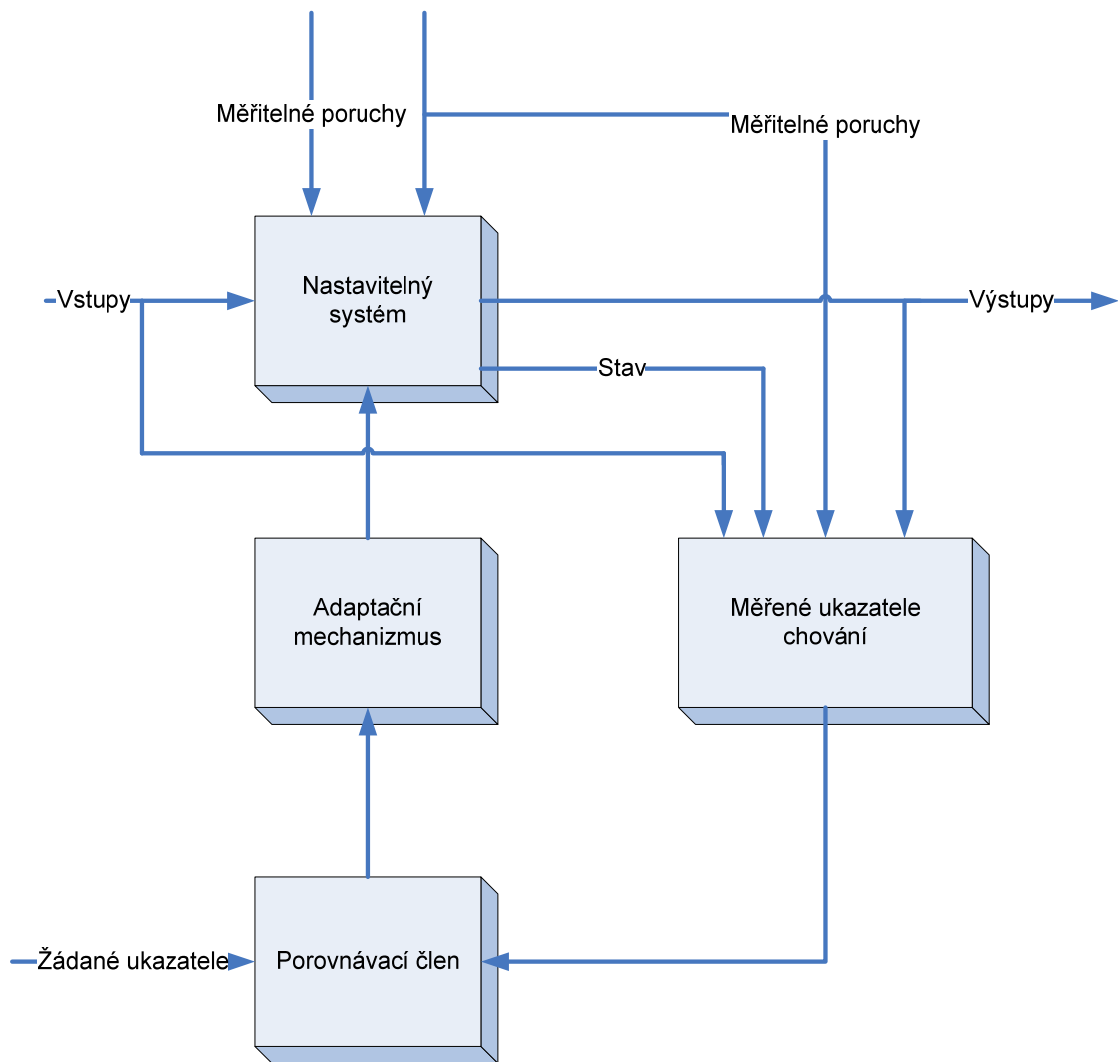 Měřitelné poruchy
Měřitelné poruchy
Nastavitelný
systém
Vstupy
Výstupy
Stav
Adaptační
mechanizmus
Měřené ukazatele
chování
Žádané ukazatele
Porovnávací člen